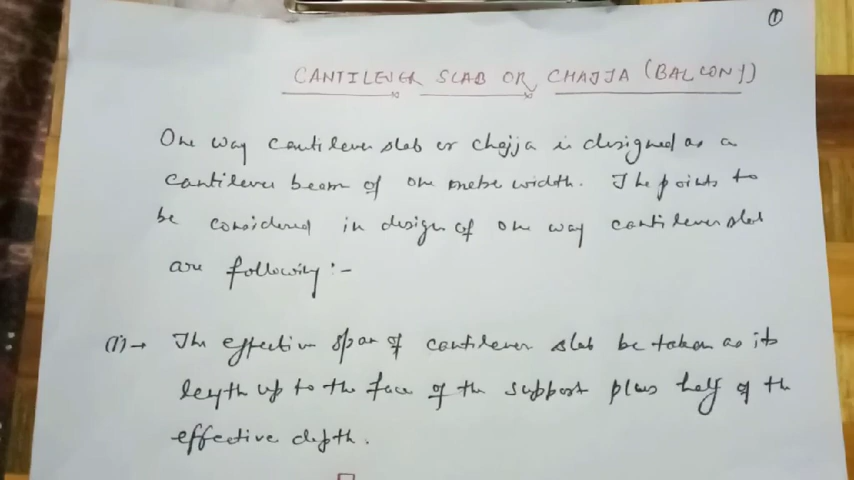 ①
CANTILEVER SLAB OR CHAJJA (BALCONY)
One way cantilever slab or chajja is designed as a
cantilever beam of one metre width. The points to
be considered in design of one way cantilever slab
are following:-
(i)→ The effective span of cantilever slab be taken as its
length up to the face of the support plus half of the
effective depth.